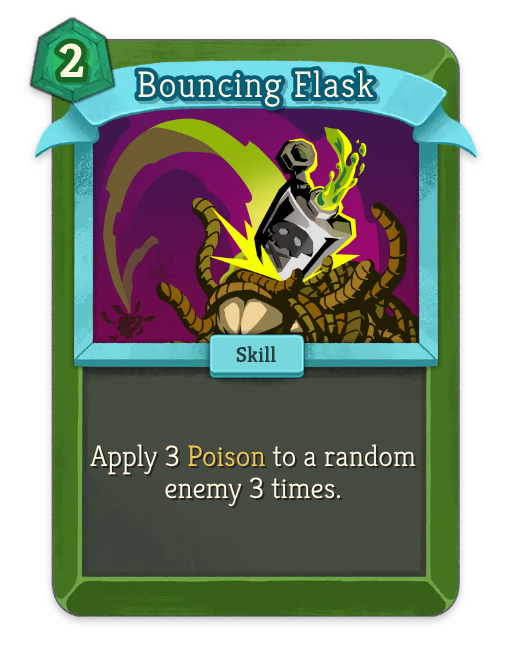 2
Bouncing Flask
Skill
Apply 3 Poison to a random
enemy 3 times.